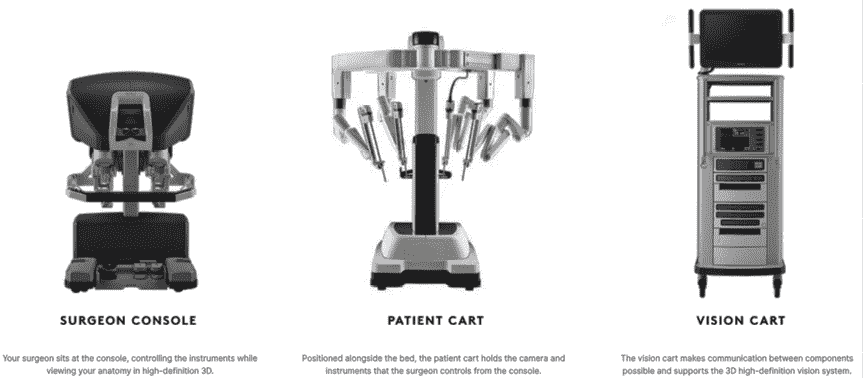 SURGEON CONSOLE
Your surgeon sits at the console, controlling the instruments while
viewing your anatomy in high-definition 3D.
PATIENT CART
Positioned alongside the bed, the patient cart holds the camera and
instruments that the surgeon controls from the console.
VISION CART
The vision cart makes communication between components
possible and supports the 3D high-definition vision system.